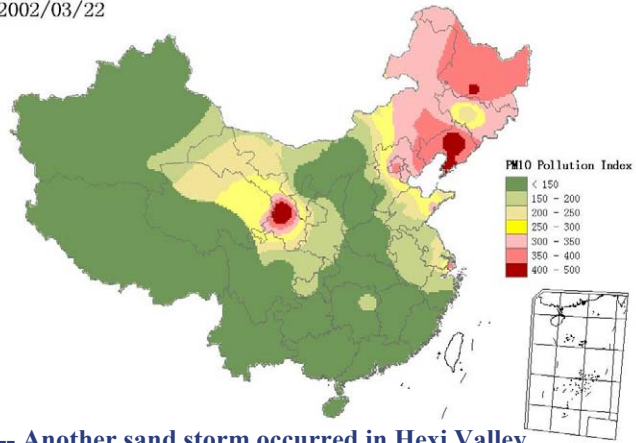 2002/03/22
PM10 Pollution Index
< 150
150 - 200
200 - 250
250 - 300
300 - 350
350 - 400
400 - 500
-- Another sand storm occurred in Hexi Valley